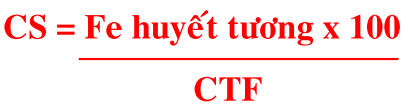 CS = Fe huyết tương x 100
CTF